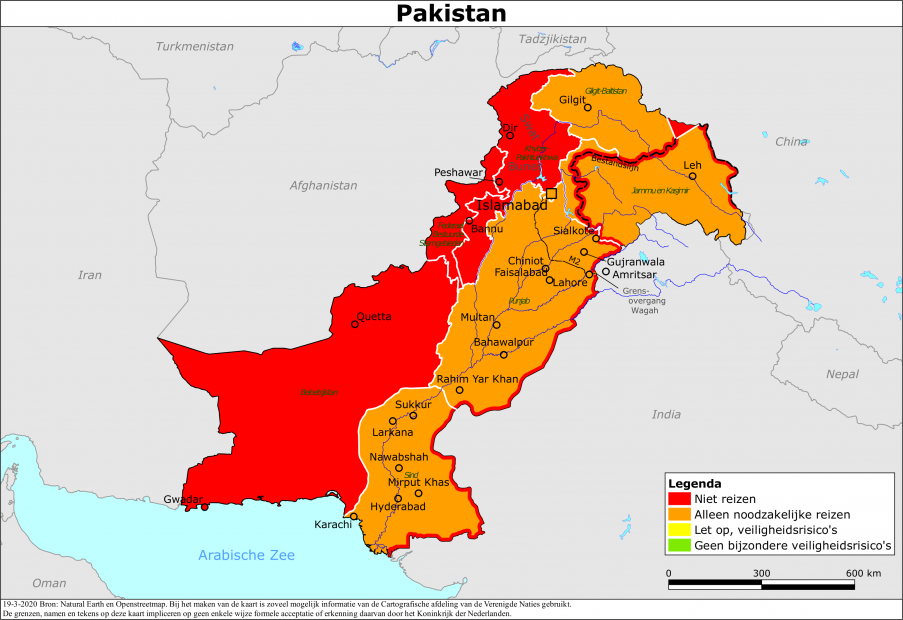 Pakistan
Turkmenistan
Tadzjikistan
Gilgit-Baltistan
Gilgit
China
Dir
Bestandslijn
Leh
Peshawar
Afghanistan
Jammu en Kasjmir
Islamabad
Bannu
Sialkot
Iran
Chiniot
M2
Gujranwala
Faisalabad
Amritsar
Lahore
Grens-
overgang
Wagah
Punjab
Quetta
Multan
Bahawalpur
Nepal
Rahim Yar Khan
Sukkur
India
Larkana
Nawabshah
Sind
Mirput Khas
Hyderabad
Gwadar
Karachi
Arabische Zee
Oman
Legenda
Niet reizen
Alleen noodzakelijke reizen
Let op, veiligheidsrisico's
Geen bijzondere veiligheidsrisico's
0 300 600 km
19-3-2020 Bron: Natural Earth en Openstreetmap. Bij het maken van de kaart is zoveel mogelijk informatie van de Cartografische afdeling van de Verenigde Naties gebruikt.
De grenzen, namen en tekens op deze kaart impliceren op geen enkele wijze formele acceptatie of erkenning daarvan door het Koninkrijk der Nederlanden.